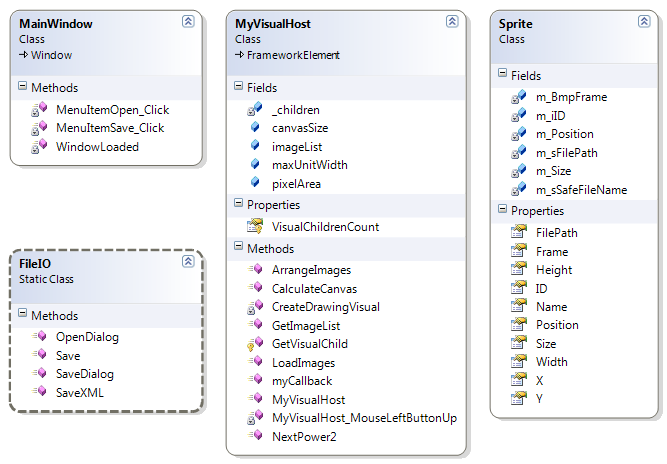 MainWindow
Class
Window
Methods
MenuItemOpen_Click
MenuItemSave_Click
WindowLoaded
FileIO
Static Class
Methods
OpenDialog
Save
SaveDialog
SaveXML
MyVisualHost
Class
FrameworkElement
Fields
_children
canvasSize
imageList
maxUnitWidth
pixelArea
Properties
VisualChildrenCount
Methods
ArrangeImages
CalculateCanvas
CreateDrawingVisual
GetImageList
GetVisualChild
LoadImages
myCallback
MyVisualHost
MyVisualHost_MouseLeftButtonUp
NextPower2
Sprite
Class
Fields
m_BmpFrame
m_iID
m_Position
m_sFilePath
m_Size
m_sSafeFileName
Properties
FilePath
Frame
Height
ID
Name
Position
Size
Width
X
Y